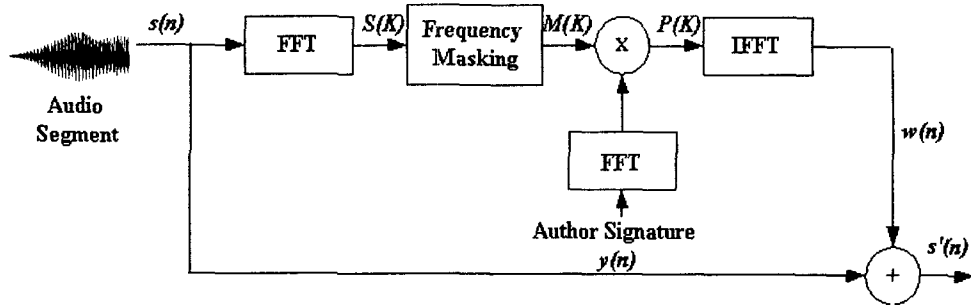 s(n)
FFT
S(K)
Frequency
Masking
M(K)
X
P(K)
IFFT
Audio
Segment
FFT
w(n)
Author Signature
y(n)
+
s'(n)